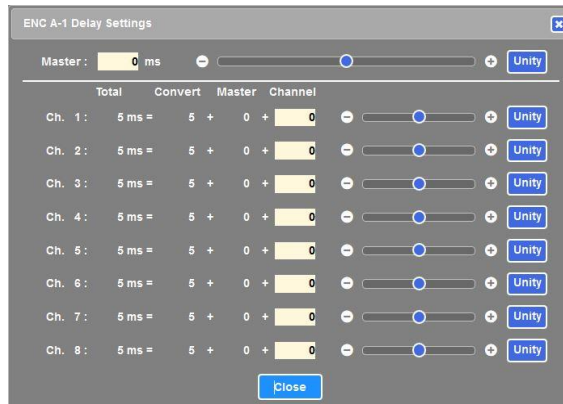 ENC A-1 Delay Settings
Master : 0 ms Unity
Total Convert Master Channel
Ch. 1 : 5 ms = 5 + 0 + 0 Unity
Ch. 2 : 5 ms = 5 + 0 + 0 Unity
Ch. 3 : 5 ms = 5 + 0 + 0 Unity
Ch. 4 : 5 ms = 5 + 0 + 0 Unity
Ch. 5 : 5 ms = 5 + 0 + 0 Unity
Ch. 6 : 5 ms = 5 + 0 + 0 Unity
Ch. 7 : 5 ms = 5 + 0 + 0 Unity
Ch. 8 : 5 ms = 5 + 0 + 0 Unity
Close